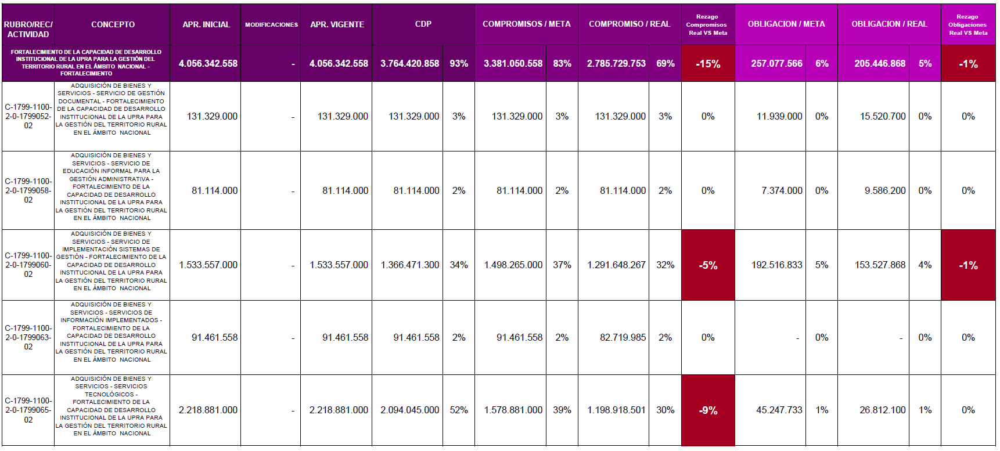 RUBRO/REC/
ACTIVIDAD
CONCEPTO
APR. INICIAL
MODIFICACIONES
APR. VIGENTE
CDP
COMPROMISOS / META
COMPROMISO / REAL
Rezago
Compromisos
Real VS Meta
OBLIGACION / META
OBLIGACION / REAL
Rezago
Obligaciones
Real VS Meta
FORTALECIMIENTO DE LA CAPACIDAD DE DESARROLLO
INSTITUCIONAL DE LA UPRA PARA LA GESTIÓN DEL
TERRITORIO RURAL EN EL ÁMBITO NACIONAL -
FORTALECIMIENTO
4.056.342.558 - 4.056.342.558 3.764.420.858 93% 3.381.050.558 83% 2.785.729.753 69% -15% 257.077.566 6% 205.446.868 5% -1%
C-1799-1100-
2-0-1799052-
02
ADQUISICIÓN DE BIENES Y
SERVICIOS - SERVICIO DE GESTIÓN
DOCUMENTAL - FORTALECIMIENTO
DE LA CAPACIDAD DE DESARROLLO
INSTITUCIONAL DE LA UPRA PARA
LA GESTIÓN DEL TERRITORIO RURAL
EN EL ÁMBITO NACIONAL
131.329.000 - 131.329.000 131.329.000 3% 131.329.000 3% 131.329.000 3% 0% 11.939.000 0% 15.520.700 0% 0%
C-1799-1100-
2-0-1799058-
02
ADQUISICIÓN DE BIENES Y
SERVICIOS - SERVICIO DE
EDUCACIÓN INFORMAL PARA LA
GESTIÓN ADMINISTRATIVA -
FORTALECIMIENTO DE LA
CAPACIDAD DE DESARROLLO
INSTITUCIONAL DE LA UPRA PARA
LA GESTIÓN DEL TERRITORIO RURAL
EN EL ÁMBITO NACIONAL
81.114.000 - 81.114.000 81.114.000 2% 81.114.000 2% 81.114.000 2% 0% 7.374.000 0% 9.586.200 0% 0%
C-1799-1100-
2-0-1799060-
02
ADQUISICIÓN DE BIENES Y
SERVICIOS - SERVICIO DE
IMPLEMENTACIÓN SISTEMAS DE
GESTIÓN - FORTALECIMIENTO DE LA
CAPACIDAD DE DESARROLLO
INSTITUCIONAL DE LA UPRA PARA
LA GESTIÓN DEL TERRITORIO RURAL
EN EL ÁMBITO NACIONAL
1.533.557.000 - 1.533.557.000 1.366.471.300 34% 1.498.265.000 37% 1.291.648.267 32% -5% 192.516.833 5% 153.527.868 4% -1%
C-1799-1100-
2-0-1799063-
02
ADQUISICIÓN DE BIENES Y
SERVICIOS - SERVICIOS DE
INFORMACIÓN IMPLEMENTADOS -
FORTALECIMIENTO DE LA
CAPACIDAD DE DESARROLLO
INSTITUCIONAL DE LA UPRA PARA
LA GESTIÓN DEL TERRITORIO RURAL
EN EL ÁMBITO NACIONAL
91.461.558 - 91.461.558 91.461.558 2% 91.461.558 2% 82.719.985 2% 0% - 0% - 0% 0%
C-1799-1100-
2-0-1799065-
02
ADQUISICIÓN DE BIENES Y
SERVICIOS - SERVICIOS
TECNOLÓGICOS -
FORTALECIMIENTO DE LA
CAPACIDAD DE DESARROLLO
INSTITUCIONAL DE LA UPRA PARA
LA GESTIÓN DEL TERRITORIO RURAL
EN EL ÁMBITO NACIONAL
2.218.881.000 - 2.218.881.000 2.094.045.000 52% 1.578.881.000 39% 1.198.918.501 30% -9% 45.247.733 1% 26.812.100 1% 0%